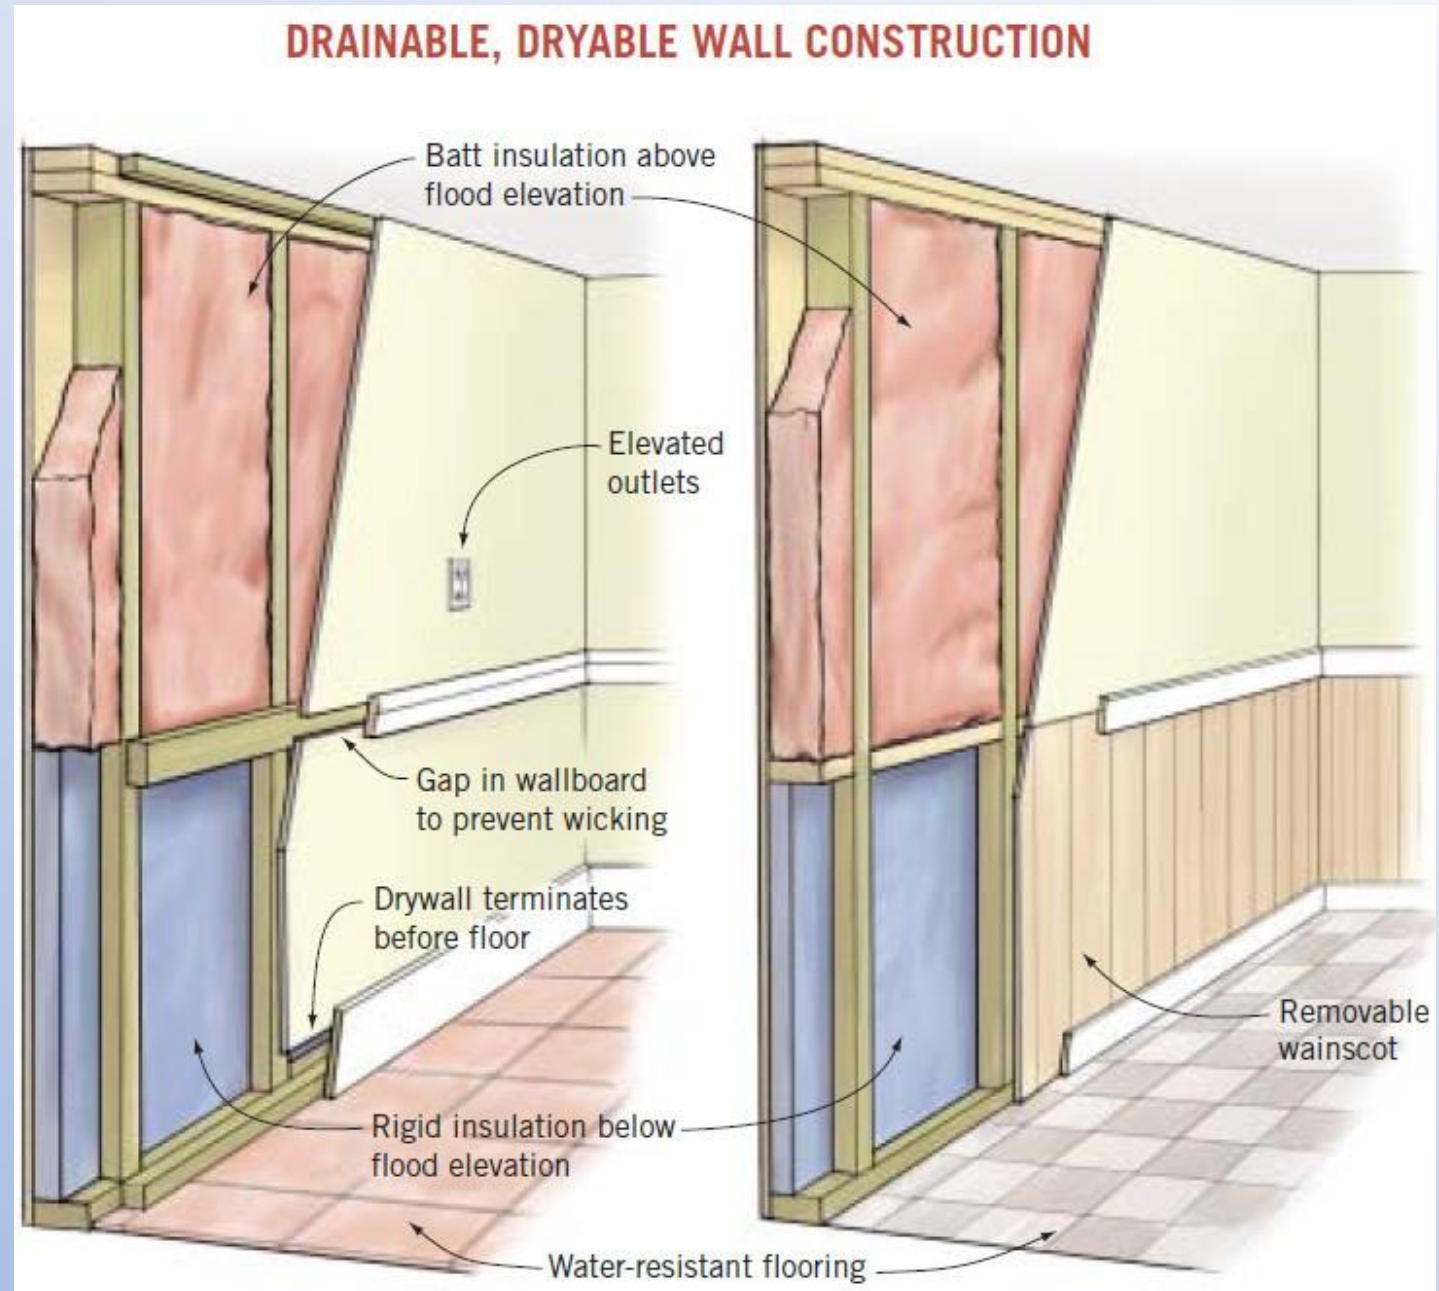 DRAINABLE, DRYABLE WALL CONSTRUCTION
Batt insulation above
flood elevation
Elevated
outlets
Gap in wallboard
to prevent wicking
Drywall terminates
before floor
Removable
wainscot
Rigid insulation below
flood elevation
Water-resistant flooring